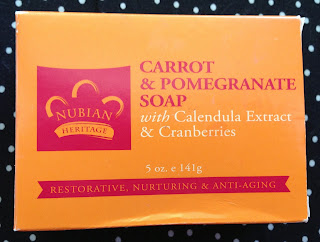 NUBIAN
HERITAGE
CARROT
& POMEGRANATE
SOAP
with Calendula Extract
& Cranberries
5 oz. e 141g
RESTORATIVE, NURTURING & ANTI-AGING